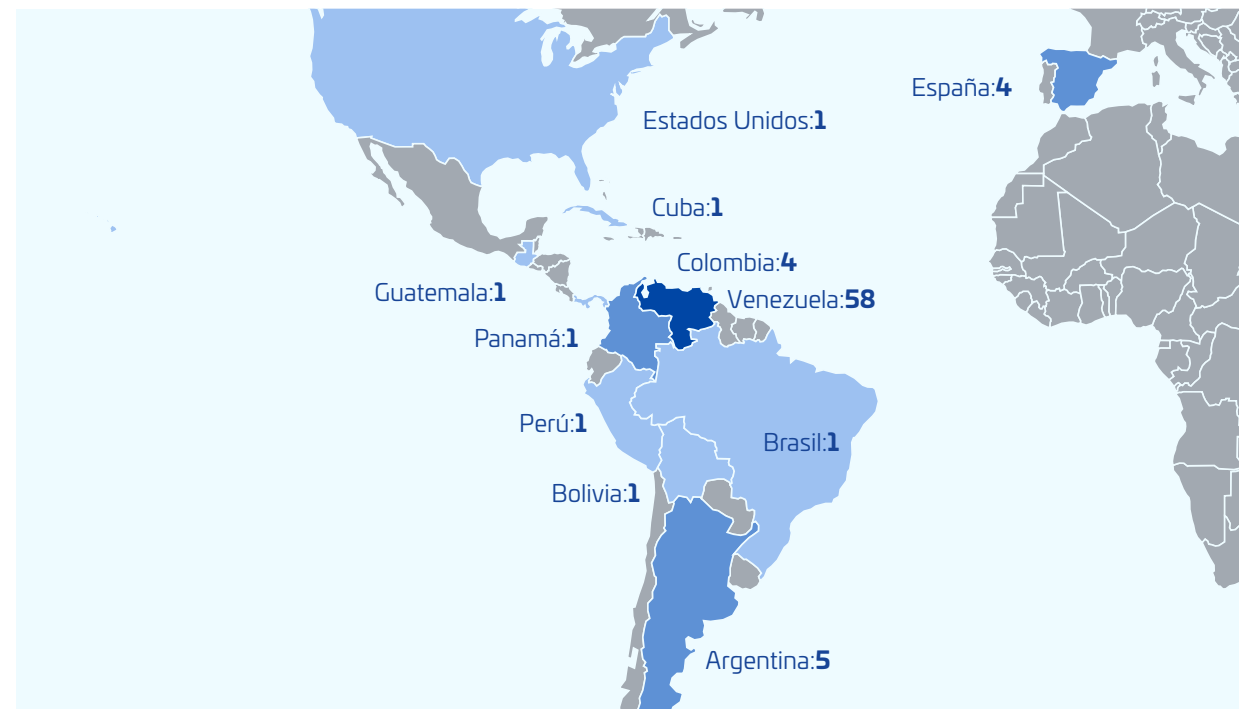 España:4
Estados Unidos:1
Cuba:1
Colombia:4
Guatemala:1
Venezuela:58
Panamá:1
Perú:1
Brasil:1
Bolivia:1
Argentina:5